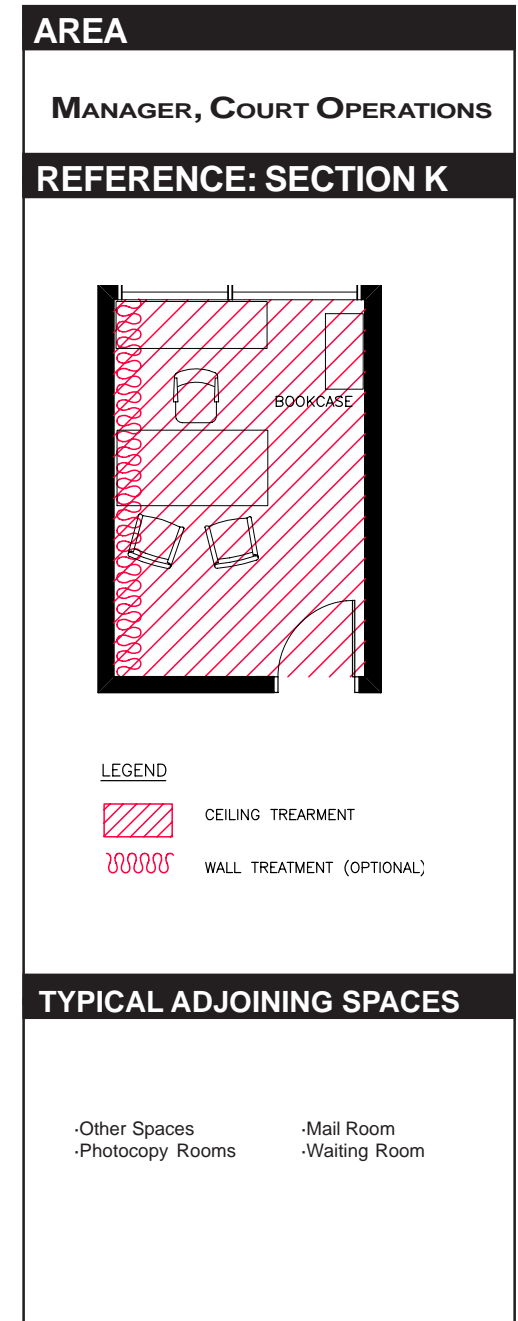 AREA
MANAGER, COURT OPERATIONS
REFERENCE: SECTION K
BOOKCASE
LEGEND
CEILING TREARMENT
WALL TREATMENT (OPTIONAL)
TYPICAL ADJOINING SPACES
·Other Spaces
·Photocopy Rooms
·Mail Room
·Waiting Room